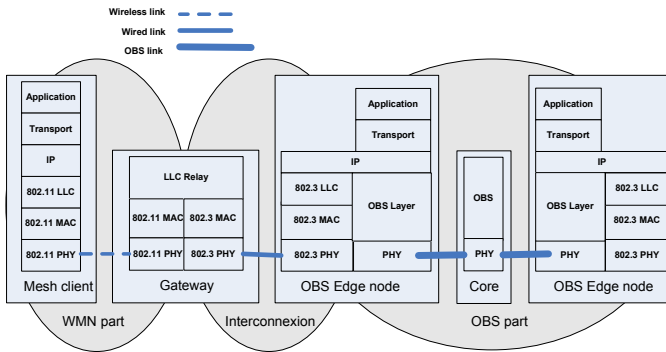 Wireless link
Wired link
OBS link
Application
Transport
IP
802.11 LLC
802.11 MAC
802.11 PHY
Mesh client
LLC Relay
802.11 MAC 802.3 MAC
802.11 PHY 802.3 PHY
Gateway
Application
Transport
IP
802.3 LLC
802.3 MAC
OBS Layer
802.3 PHY PHY
OBS Edge node
OBS
PHY
Core
Application
Transport
IP
OBS Layer
802.3 LLC
802.3 MAC
PHY 802.3 PHY
OBS Edge node
WMN part
Interconnexion
OBS part